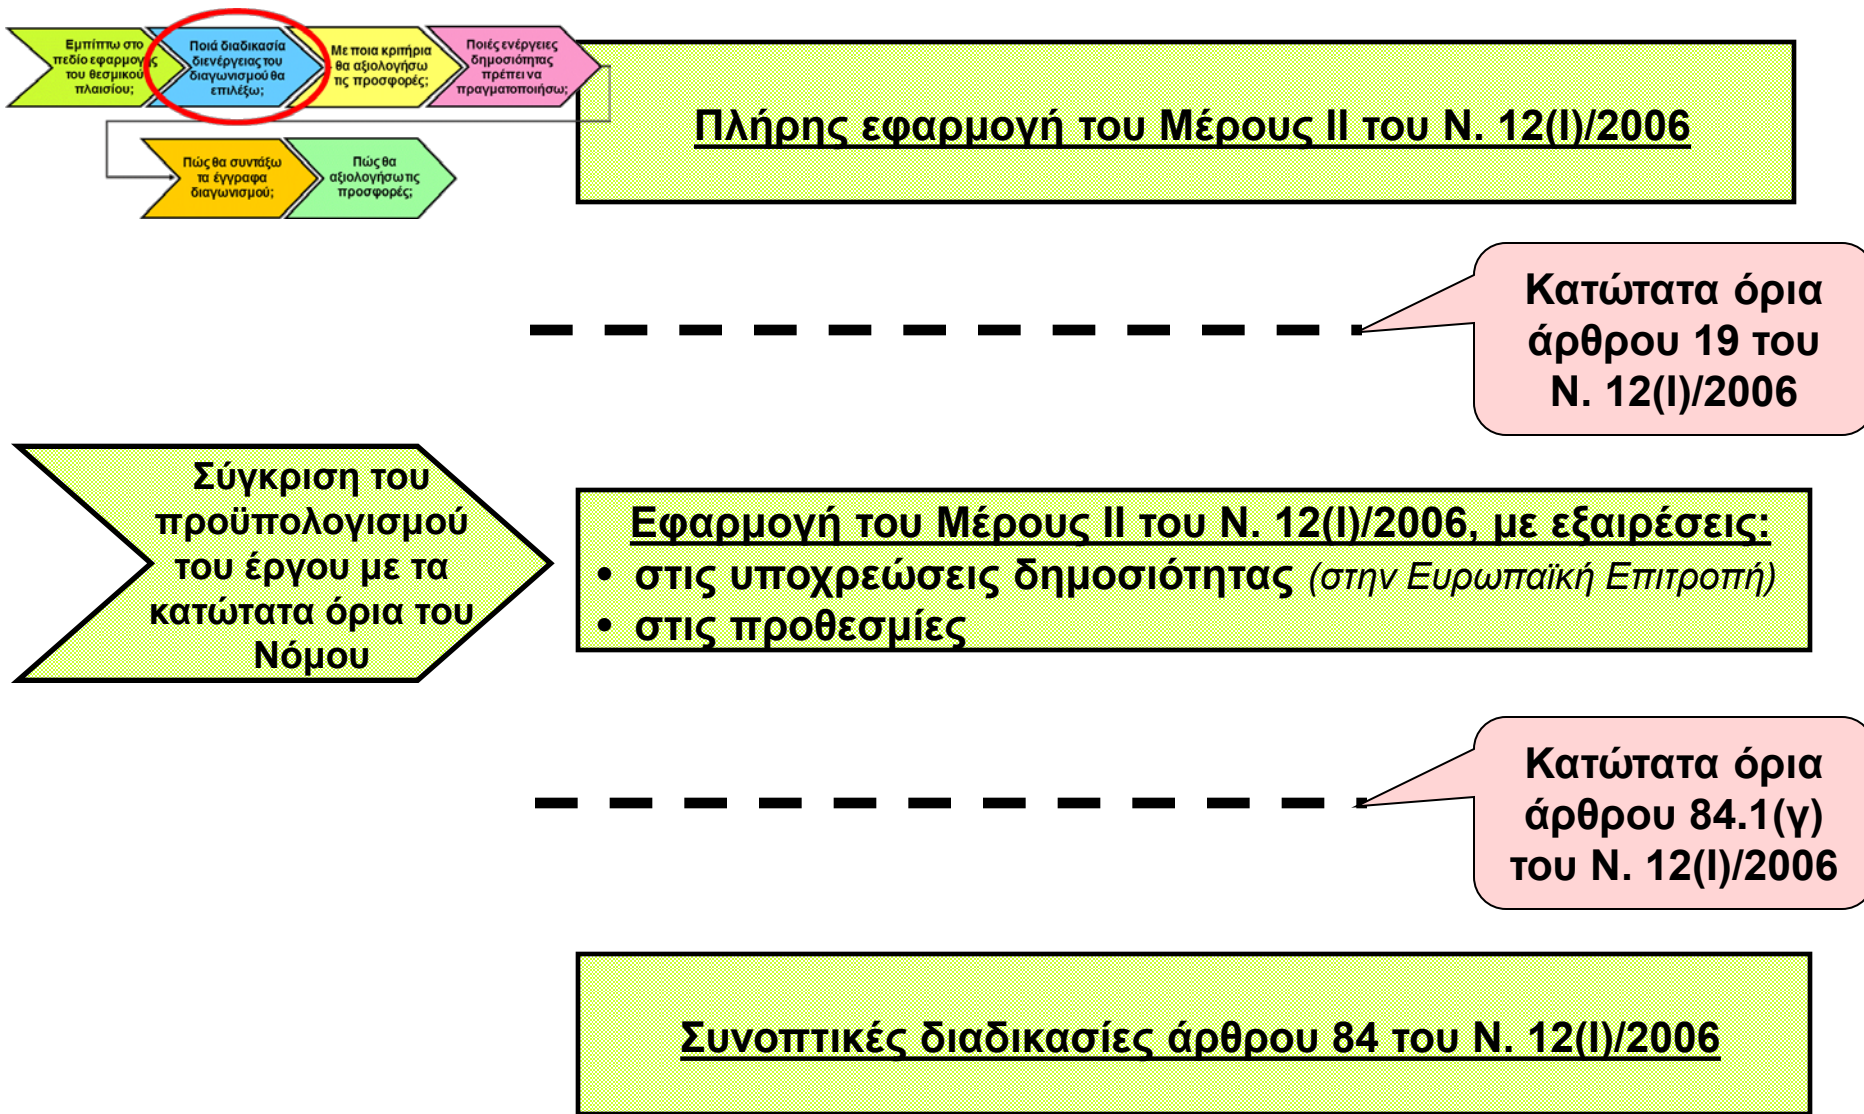 Εμπίπτω στο
πεδίο εφαρμογής
του θεσμικού
πλαισίου;
Ποιά διαδικασία
διενέργειας του
διαγωνισμού θα
επιλέξω;
Με ποια κριτήρια
θα αξιολογήσω
τις προσφορές;
Ποιές ενέργειες
δημοσιότητας
πρέπει να
πραγματοποιήσω;
Πώς θα συντάξω
τα έγγραφα
διαγωνισμού;
Πώς θα
αξιολογήσω τις
προσφορές;
Πλήρης εφαρμογή του Μέρους ΙΙ του Ν. 12(Ι)/2006
Κατώτατα όρια
άρθρου 19 του
Ν. 12(Ι)/2006
Σύγκριση του
προϋπολογισμού
του έργου με τα
κατώτατα όρια του
Νόμου
Εφαρμογή του Μέρους ΙΙ του Ν. 12(Ι)/2006, με εξαιρέσεις:
• στις υποχρεώσεις δημοσιότητας (στην Ευρωπαϊκή Επιτροπή)
• στις προθεσμίες
Κατώτατα όρια
άρθρου 84.1(γ)
του Ν. 12(Ι)/2006
Συνοπτικές διαδικασίες άρθρου 84 του Ν. 12(Ι)/2006